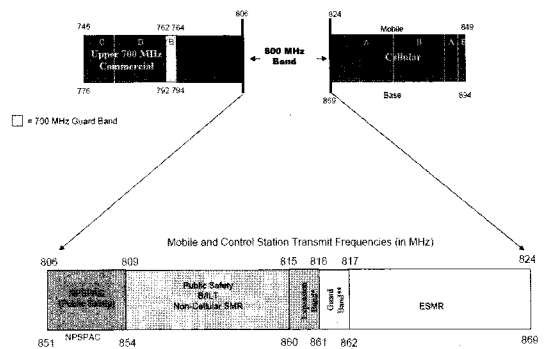 806
824
746
762 764
Mobile
849
C
D
B
A
B
A
B
Upper 700 MHz
Commercial
800 MHz
Band
Cellular
776
792 794
869
Base
894
= 700 MHz Guard Band
Mobile and Control Station Transmit Frequencies (in MHz)
806
809
815
816
817
824
NPSPAC
(Public Safety)
Public Safety
B/ILT
Non-Cellular SMR
Expansion
Band*
Guard
Band**
ESMR
NPSPAC
851
854
860
861
862
869